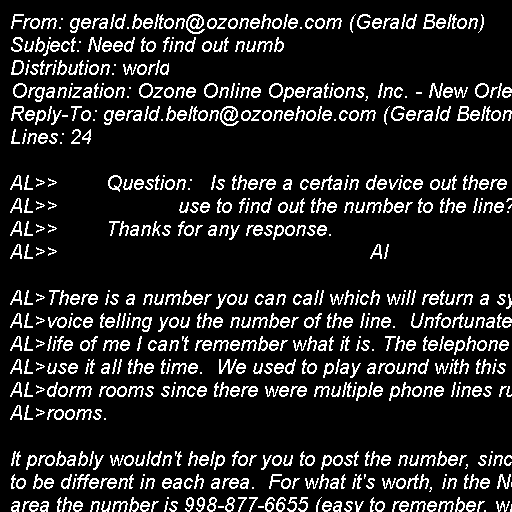 From: gerald.belton@ozonehole.com (Gerald Belton)
Subject: Need to find out numb
Distribution: world
Organization: Ozone Online Operations, Inc. - New Orle
Reply-To: gerald.belton@ozonehole.com (Gerald Belton
Lines: 24

AL>> Question: Is there a certain device out there
AL>> use to find out the number to the line?
AL>> Thanks for any response.
AL>> Al

AL>There is a number you can call which will return a sy
AL>voice telling you the number of the line. Unfortunate
AL>life of me I can't remember what it is. The telephone
AL>use it all the time. We used to play around with this
AL>dorm rooms since there were multiple phone lines ru
AL>rooms.

It probably wouldn't help for you to post the number, sinc
to be different in each area. For what it's worth, in the N
area the number is 998-877-6655 (easy to remember, w